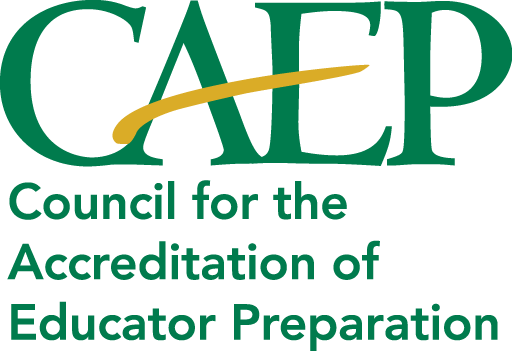 CAEP
Council for the
Accreditation of
Educator Preparation